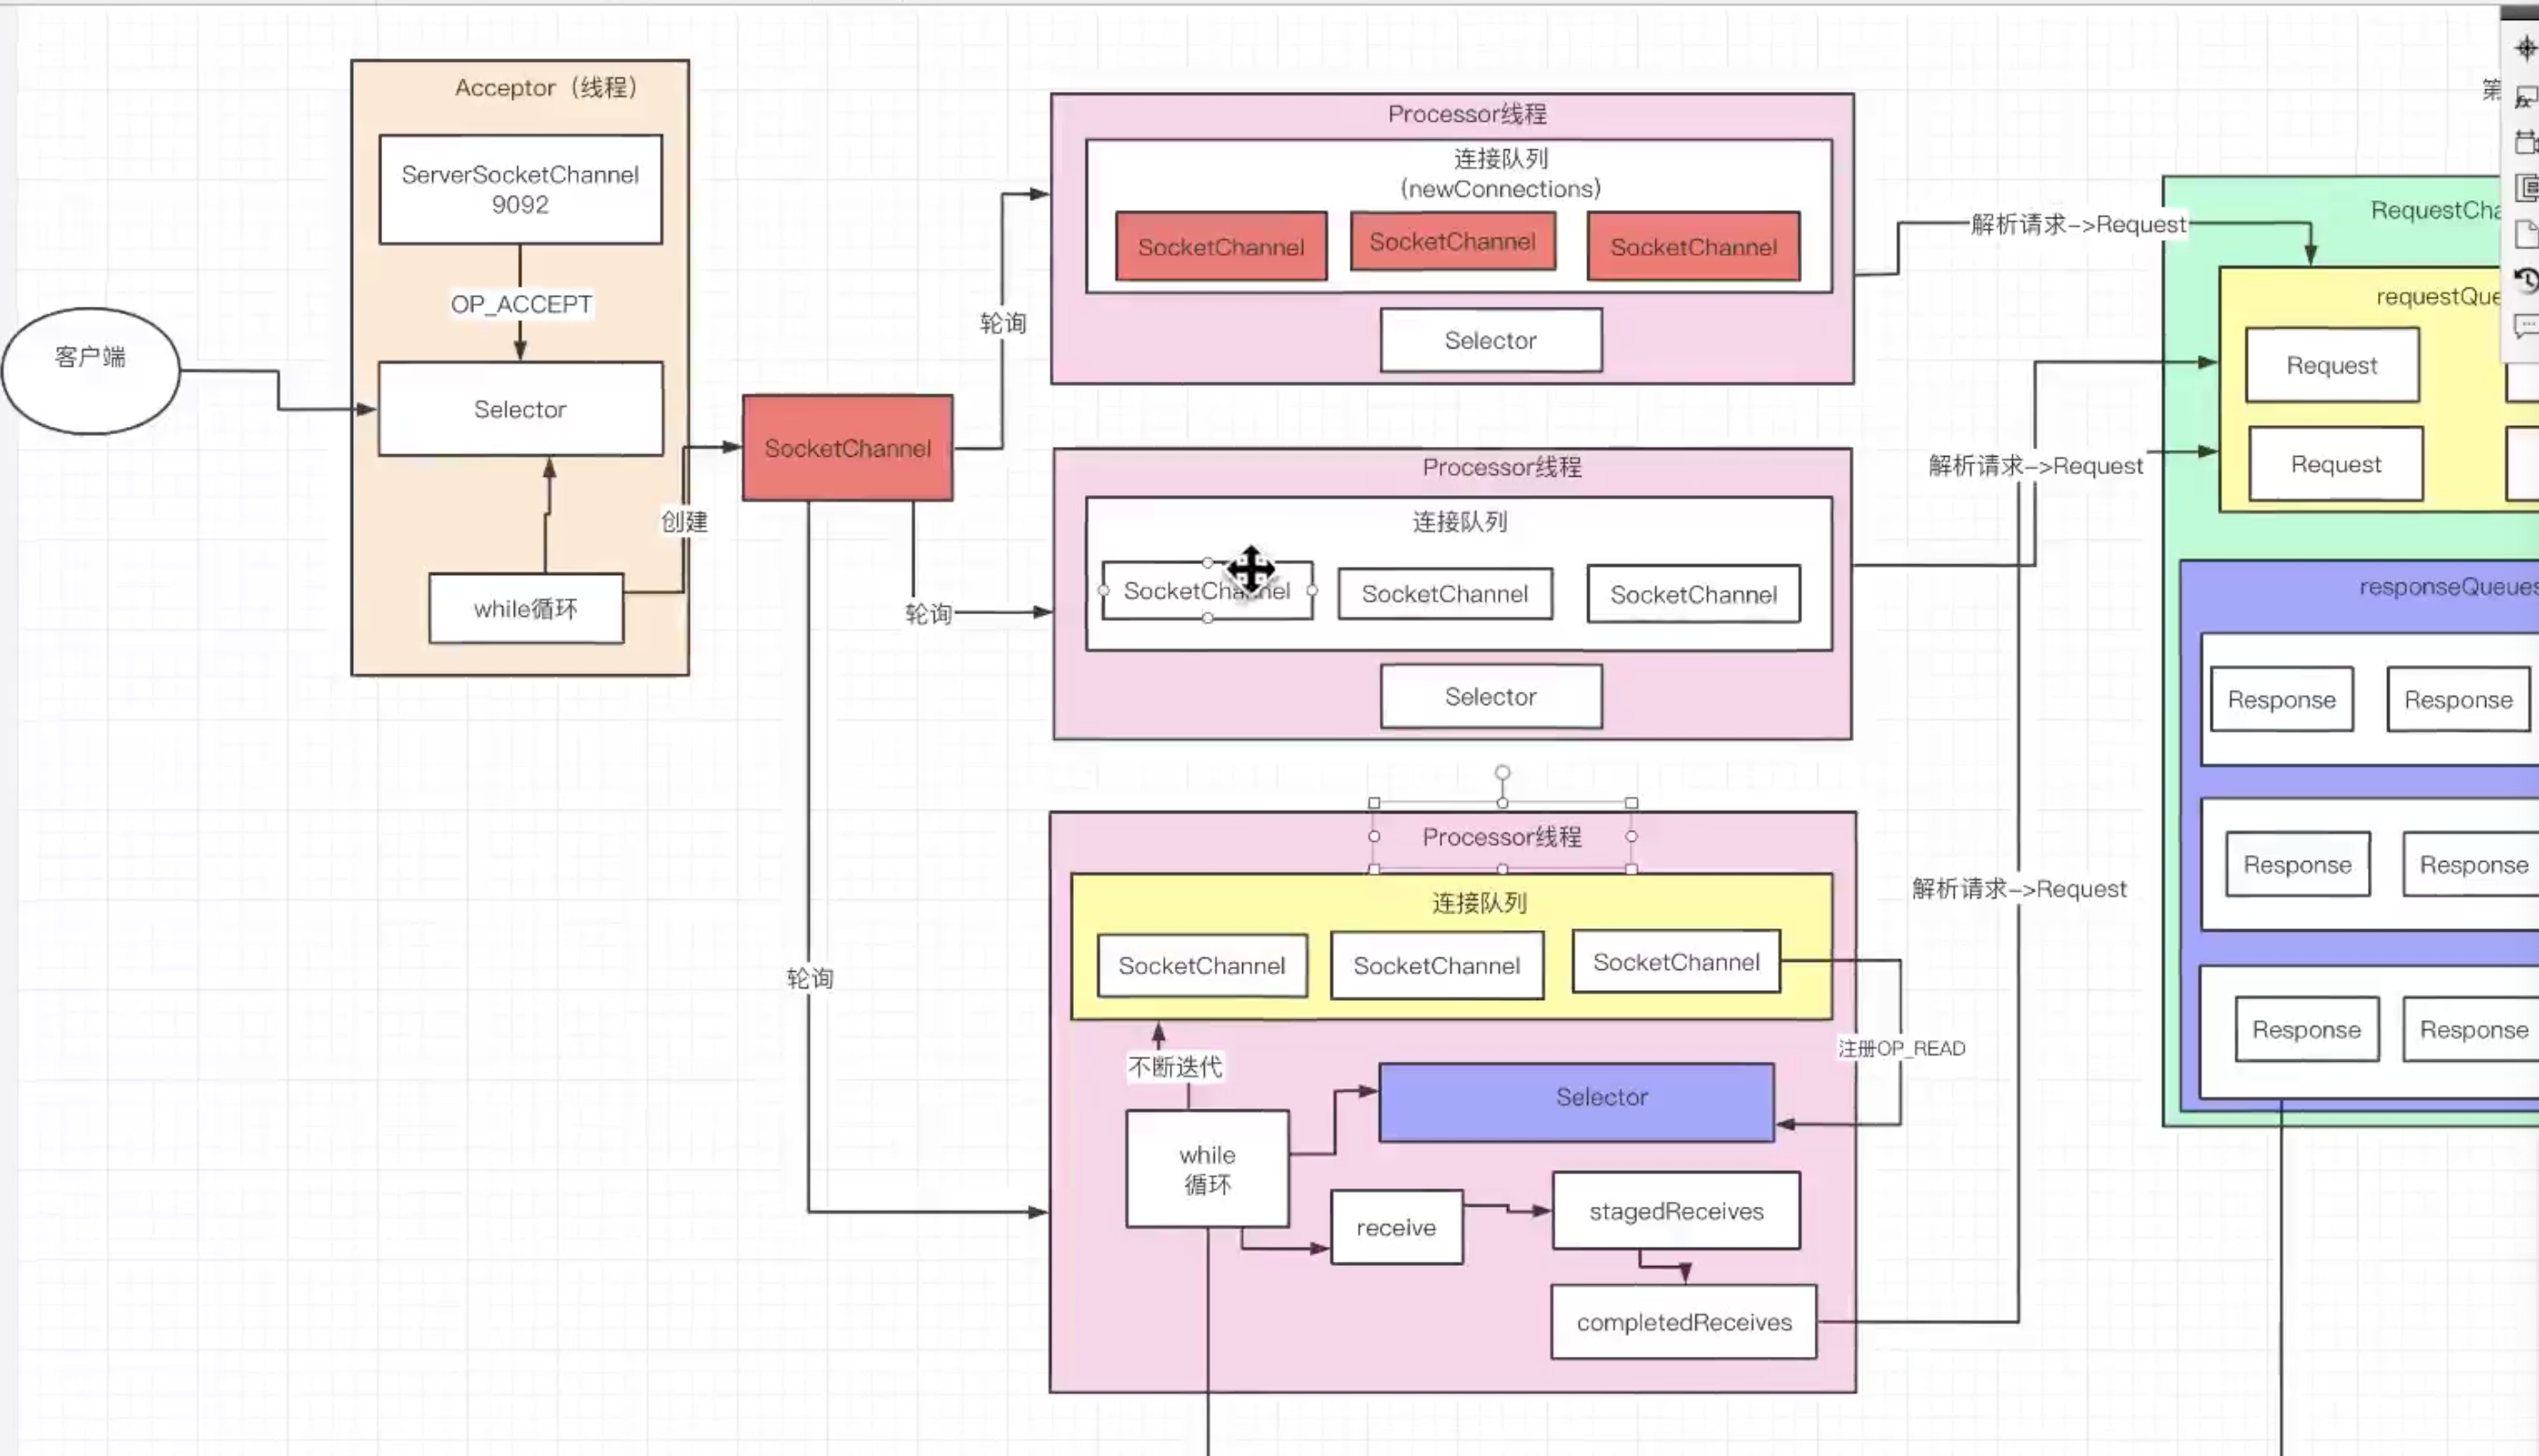 Acceptor（线程）
ServerSocketChannel
9092
OP_ACCEPT
客户端
Selector
while循环
创建
SocketChannel
轮询
轮询
轮询
Processor线程
连接队列
(newConnections)
SocketChannel
SocketChannel
SocketChannel
Selector
Processor线程
连接队列
SocketChannel
SocketChannel
SocketChannel
Selector
Processor线程
连接队列
SocketChannel
SocketChannel
SocketChannel
不断迭代
注册OP_READ
Selector
while
循环
receive
stagedReceives
completedReceives
解析请求->Request
解析请求->Request
解析请求->Request
第
RequestCha
requestQue
Request
Request
responseQueues
Response
Response
Response
Response
Response
Response